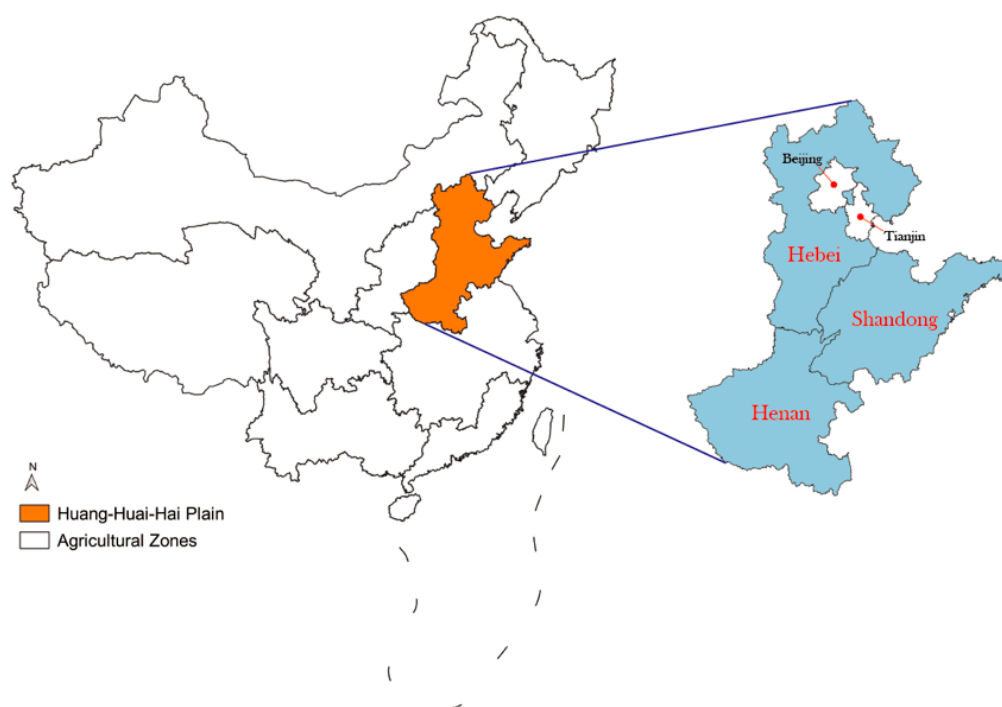 Beijing
Tianjin
Hebei
Shandong
Henan
N
Huang-Huai-Hai Plain
Agricultural Zones